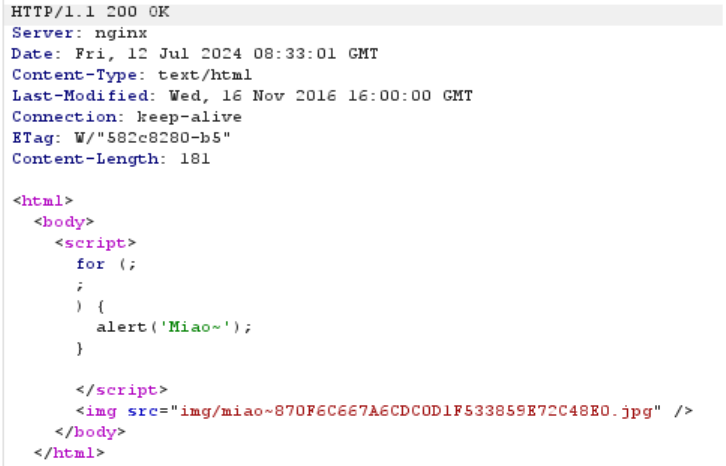 HTTP/1.1 200 OK
Server: nginx
Date: Fri, 12 Jul 2024 08:33:01 GMT
Content-Type: text/html
Last-Modified: Wed, 16 Nov 2016 16:00:00 GMT
Connection: keep-alive
ETag: W/"582c8280-b5"
Content-Length: 181
<html>
<body>
<script>
for (;
;
) {
alert('Miao~');
}
</script>
<img src="img/miao~870F6C667A6CDC0D1F533859E72C48E0.jpg" />
</body>
</html>